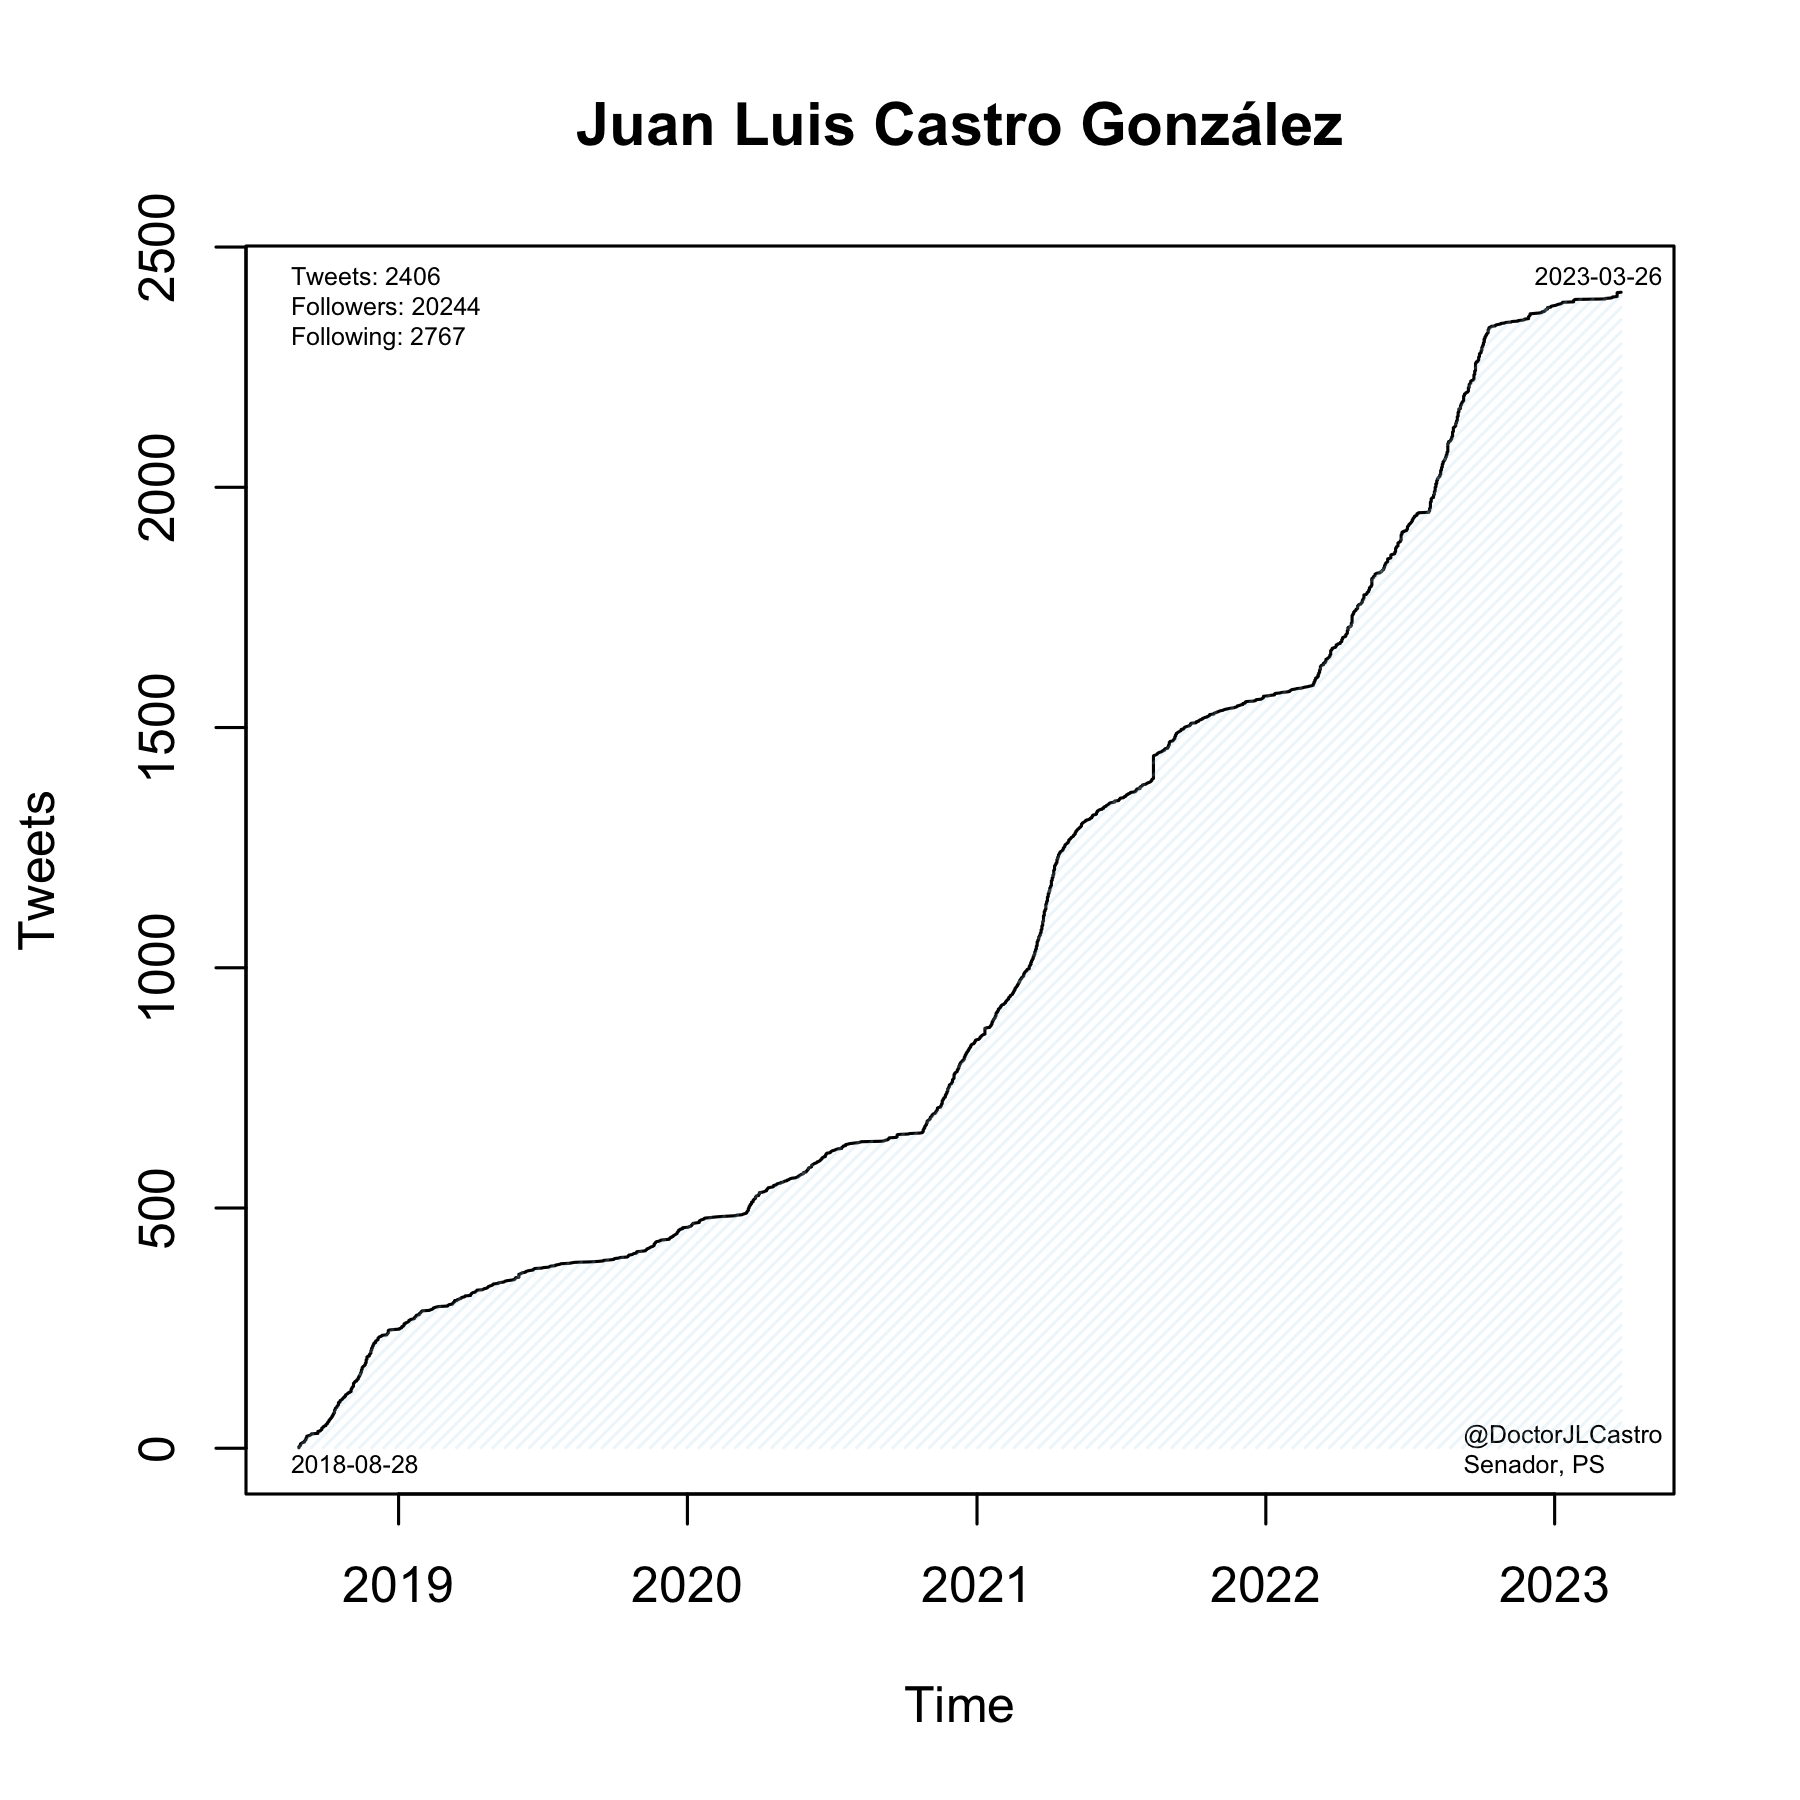 Juan Luis Castro González
Tweets: 2406
Followers: 20244
Following: 2767
2023-03-26
2500
2000
1500
1000
500
0
Tweets
@DoctorJLCastro
Senador, PS
2018-08-28
2019
2020
2021
2022
2023
Time